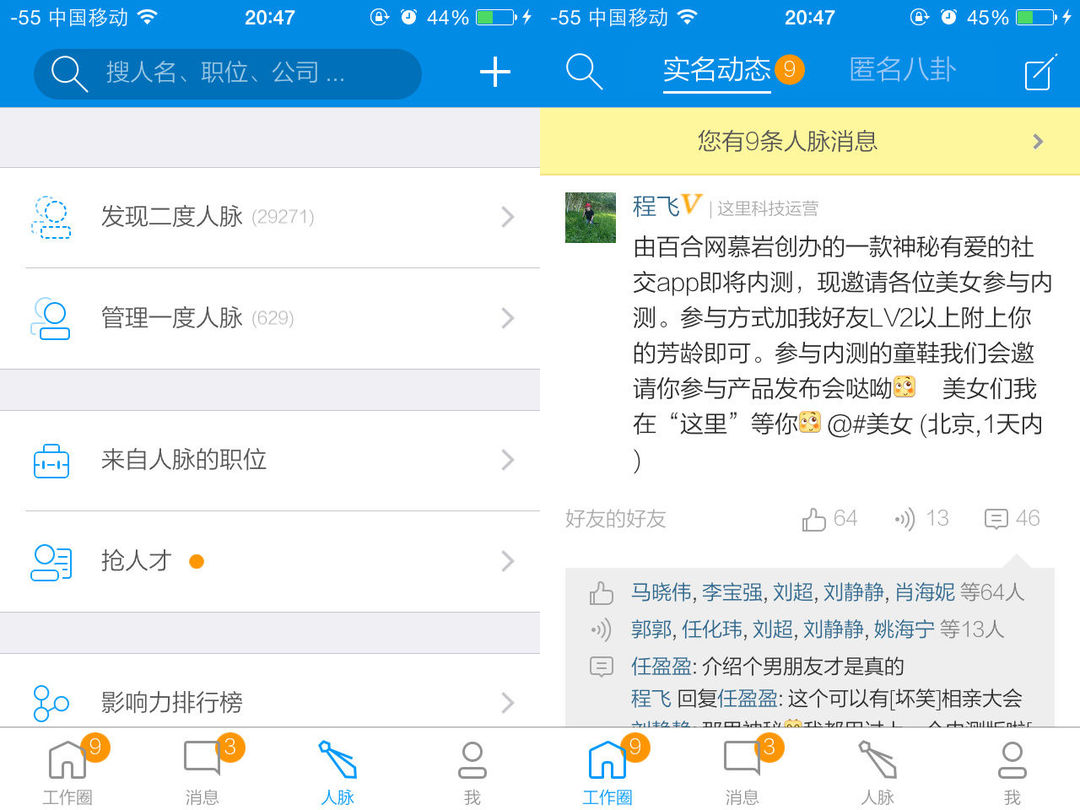 -55 中国移动 20:47 44%
搜人名、职位、公司 ...
发现二度人脉 (29271)
管理一度人脉 (629)
来自人脉的职位
抢人才
影响力排行榜
9
3
工作圈 消息 人脉 我
-55 中国移动 20:47 45%
实名动态 9 匿名八卦
您有9条人脉消息
程飞V | 这里科技运营
由百合网慕岩创办的一款神秘有爱的社
交app即将内测，现邀请各位美女参与内
测。参与方式加我好友LV2以上附上你
的芳龄即可。参与内测的童鞋我们会邀
请你参与产品发布会哒呦 美女们我
在“这里”等你 @#美女 (北京,1天内
)
好友的好友 64 13 46
马晓伟, 李宝强, 刘超, 刘静静, 肖海妮 等64人
郭郭, 任化玮, 刘超, 刘静静, 姚海宁 等13人
任盈盈: 介绍个男朋友才是真的
程飞 回复任盈盈: 这个可以有[坏笑]相亲大会
9
3
工作圈 消息 人脉 我